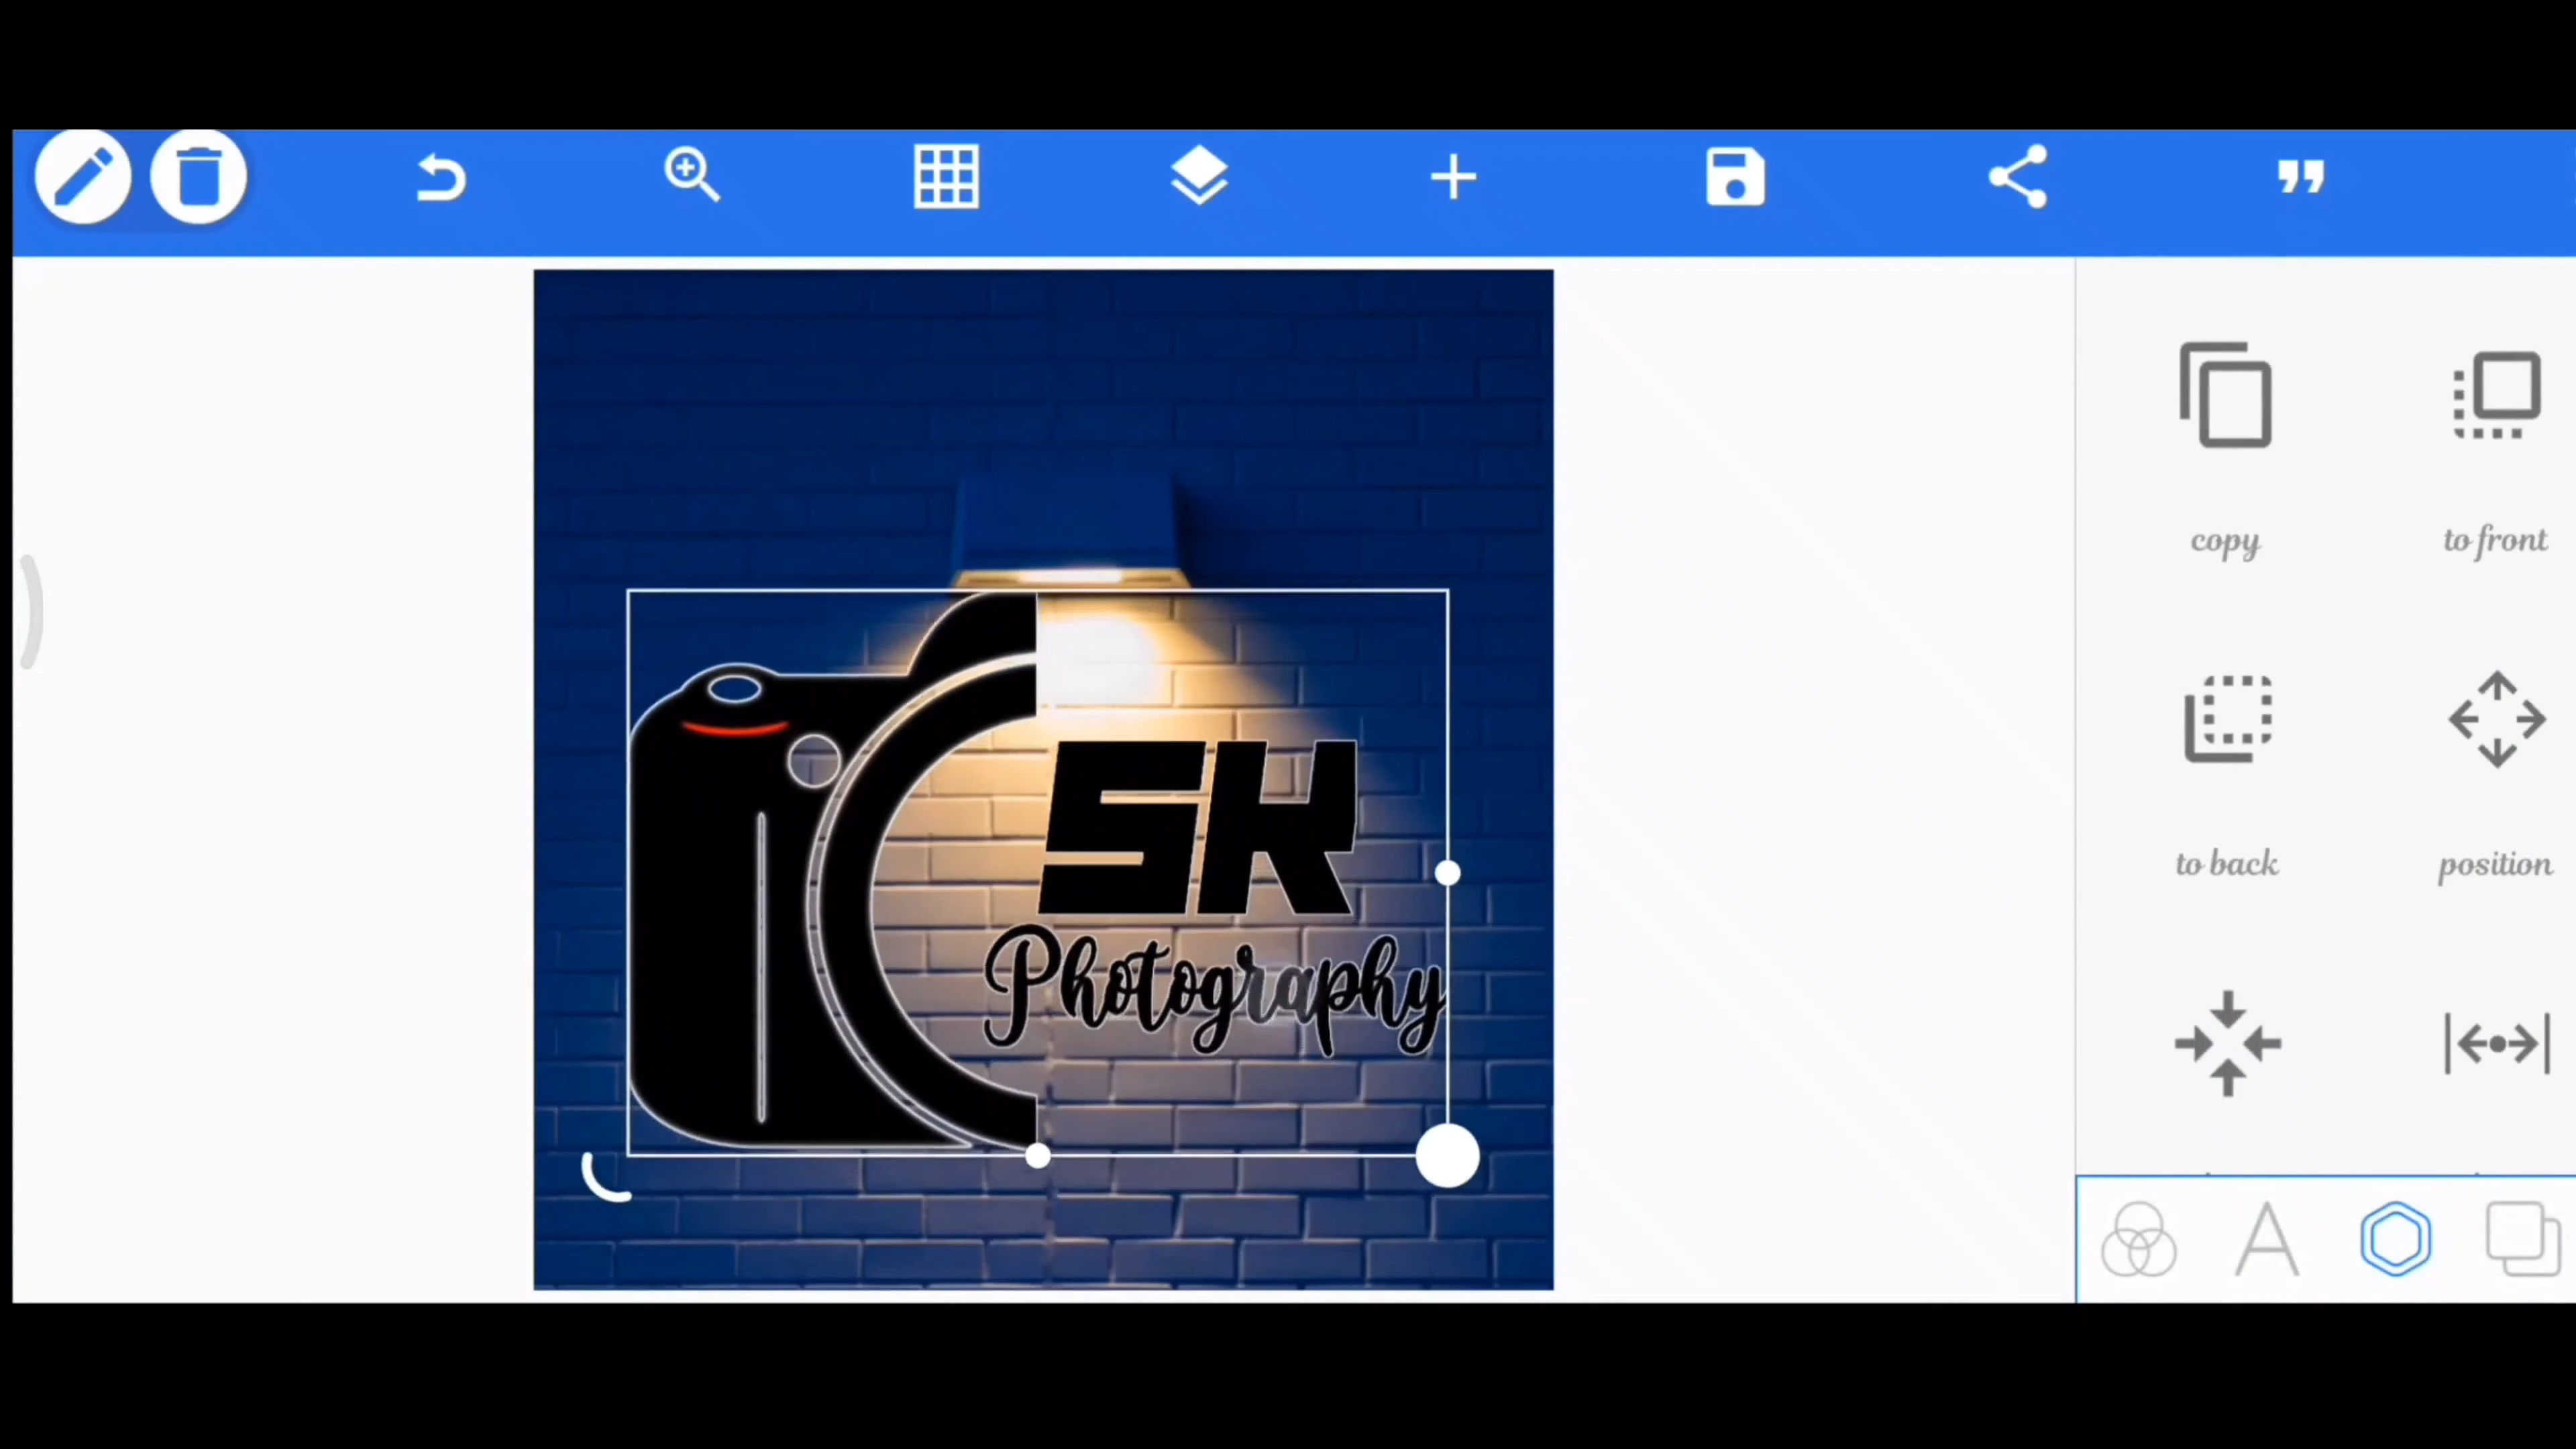 copy
to front
SK
to back
position
Photography